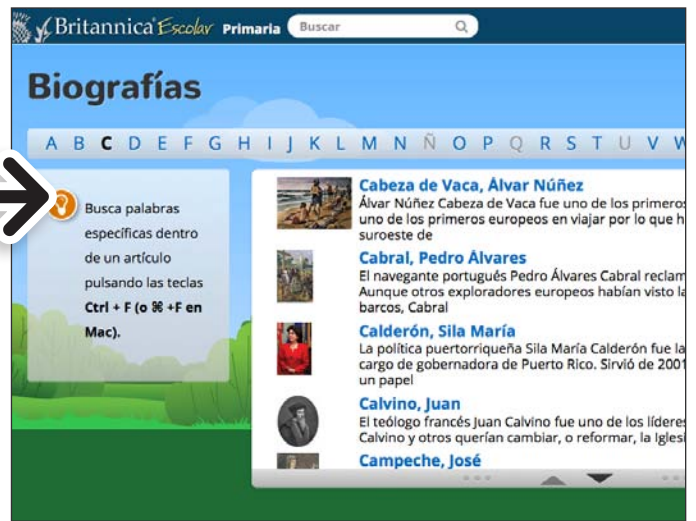 Britannica Escolar Primaria Buscar
Biografías
A B C D E F G H I J K L M N Ñ O P Q R S T U V W
Busca palabras
específicas dentro
de un artículo
pulsando las teclas
Ctrl + F (o ⌘ +F en
Mac).
Cabeza de Vaca, Álvar Núñez
Álvar Núñez Cabeza de Vaca fue uno de los primeros
uno de los primeros europeos en viajar por lo que h
suroeste de
Cabral, Pedro Álvares
El navegante portugués Pedro Álvares Cabral reclam
Aunque otros exploradores europeos habían visto la
barcos, Cabral
Calderón, Sila María
La política puertorriqueña Sila María Calderón fue la
cargo de gobernadora de Puerto Rico. Sirvió de 2001
un papel
Calvino, Juan
El teólogo francés Juan Calvino fue uno de los líderes
Calvino y otros querían cambiar, o reformar, la Iglesi
Campeche, José